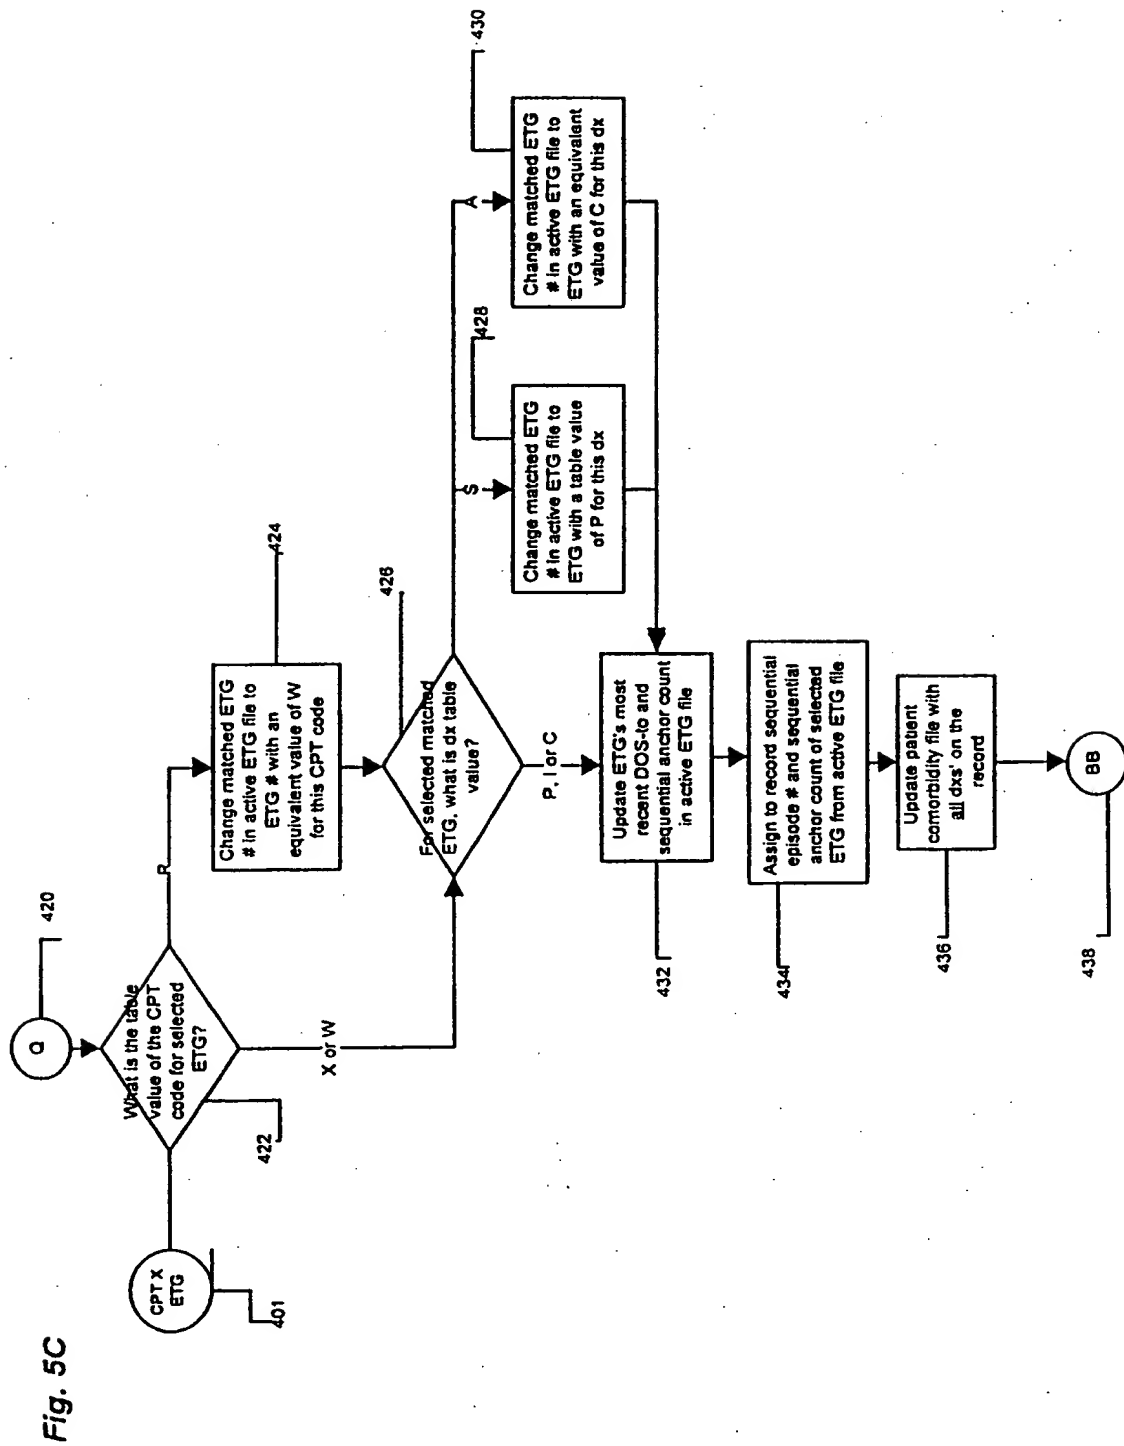 Fig. 5C
Q
420
What is the table
value of the CPT
code for selected
ETG?
422
CPT X
ETG
401
R
X or W
Change matched ETG
# in active ETG file to
ETG # with an
equivalent value of W
for this CPT code
424
For selected matched
ETG, what is dx table
value?
426
S
A
P, I or C
Change matched ETG
# in active ETG file to
ETG with a table value
of P for this dx
428
Change matched ETG
# in active ETG file to
ETG with an equivalent
value of C for this dx
430
Update ETG's most
recent DOS-to and
sequential anchor count
in active ETG file
432
Assign to record sequential
episode # and sequential
anchor count of selected
ETG from active ETG file
434
Update patient
comorbidity file with
all dxs' on the
record
436
BB
438